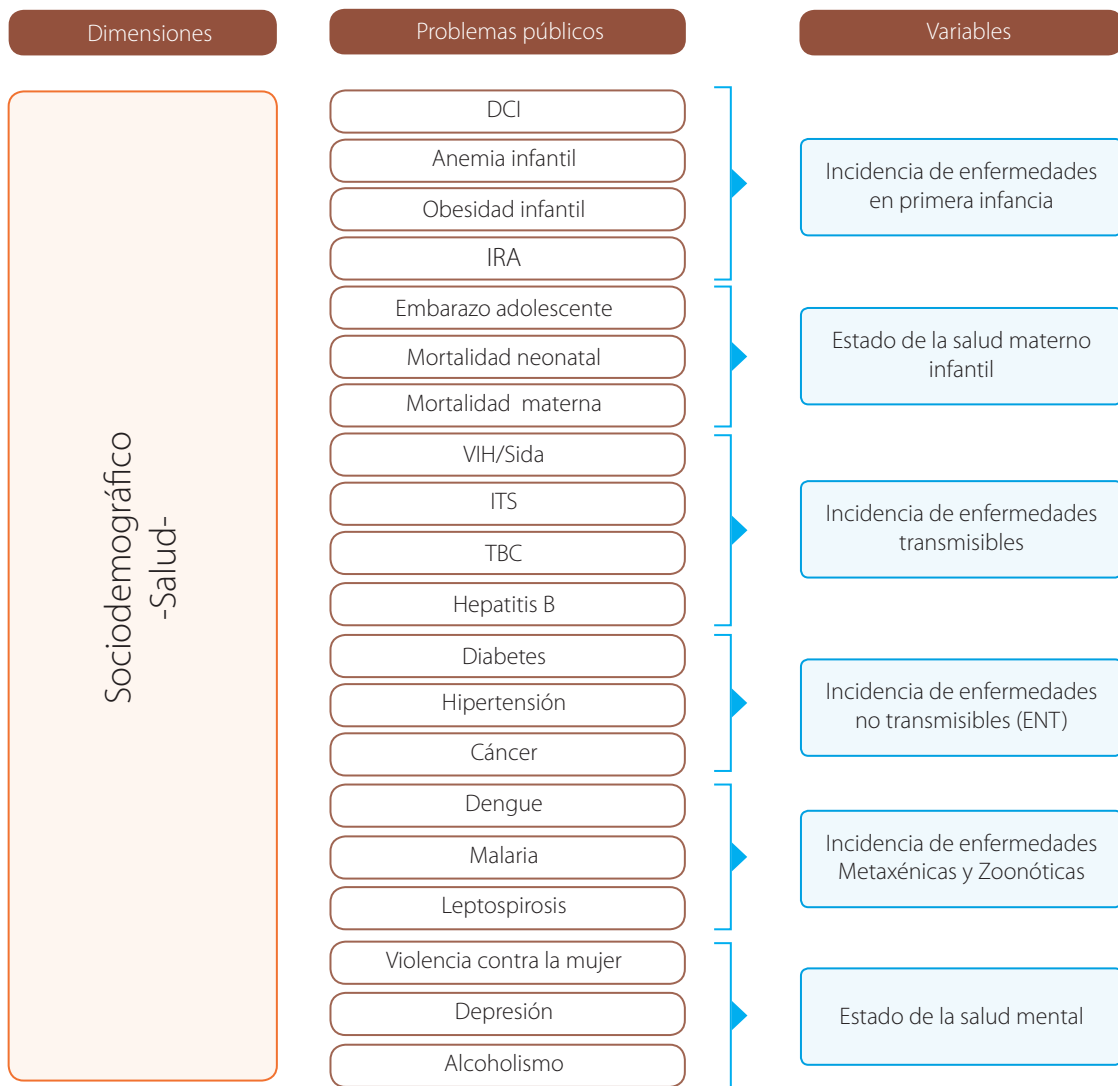 Dimensiones
Problemas públicos
Variables
Sociodemográfico
-Salud-
DCI
Anemia infantil
Obesidad infantil
IRA
Incidencia de enfermedades
en primera infancia
Embarazo adolescente
Mortalidad neonatal
Mortalidad materna
Estado de la salud materno
infantil
VIH/Sida
ITS
TBC
Hepatitis B
Incidencia de enfermedades
transmisibles
Diabetes
Hipertensión
Cáncer
Incidencia de enfermedades
no transmisibles (ENT)
Dengue
Malaria
Leptospirosis
Incidencia de enfermedades
Metaxénicas y Zoonóticas
Violencia contra la mujer
Depresión
Alcoholismo
Estado de la salud mental